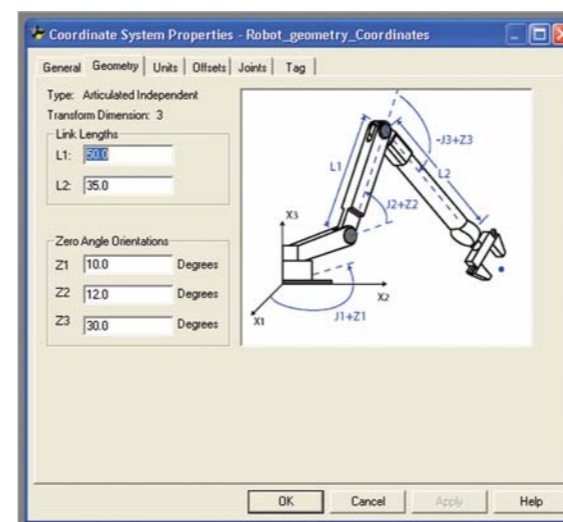 Coordinate System Properties - Robot_geometry_Coordinates
General Geometry Units Offsets Joints Tag
Type: Articulated Independent
Transform Dimension: 3
Link Lengths
L1: 50.0
L2: 35.0
Zero Angle Orientations
Z1 10.0 Degrees
Z2 12.0 Degrees
Z3 30.0 Degrees
-J3+Z3
L1
L2
J2+Z2
X3
X2
X1
J1+Z1
OK Cancel Apply Help